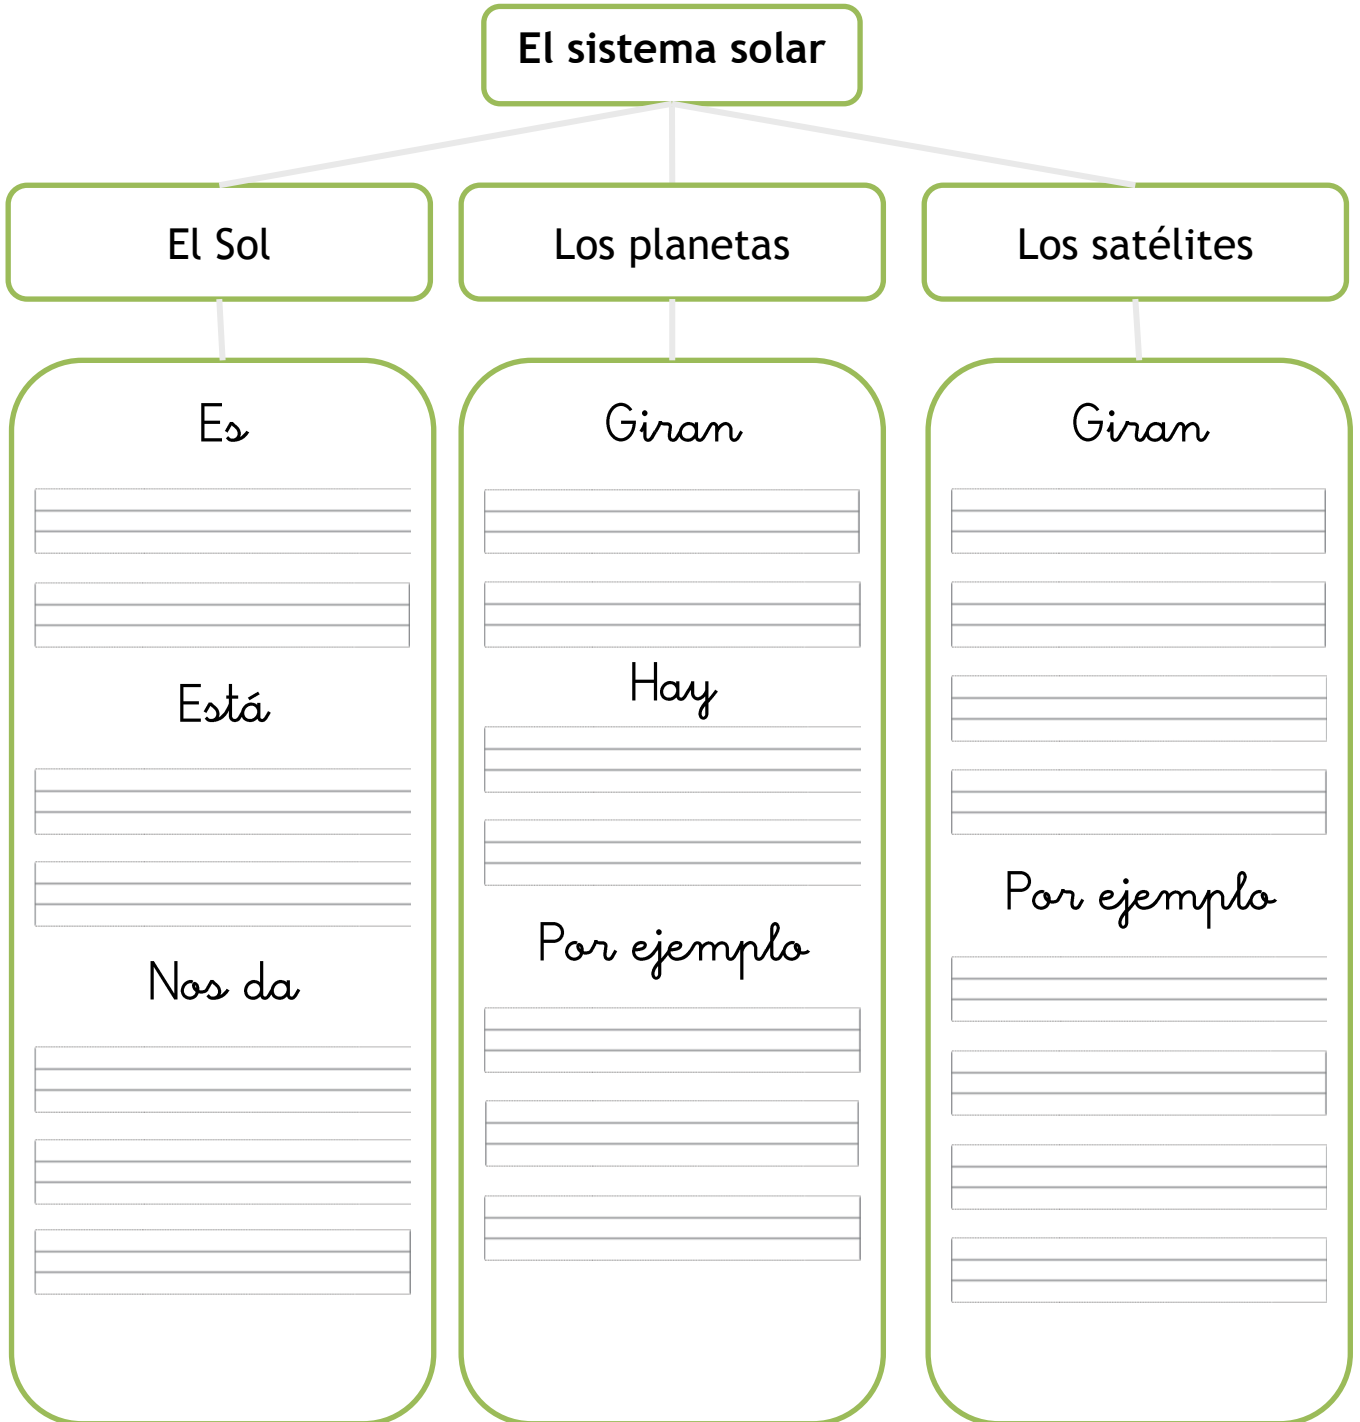 El sistema solar
El Sol
Los planetas
Los satélites
Es
Está
Nos da
Giran
Hay
Por ejemplo
Giran
Por ejemplo